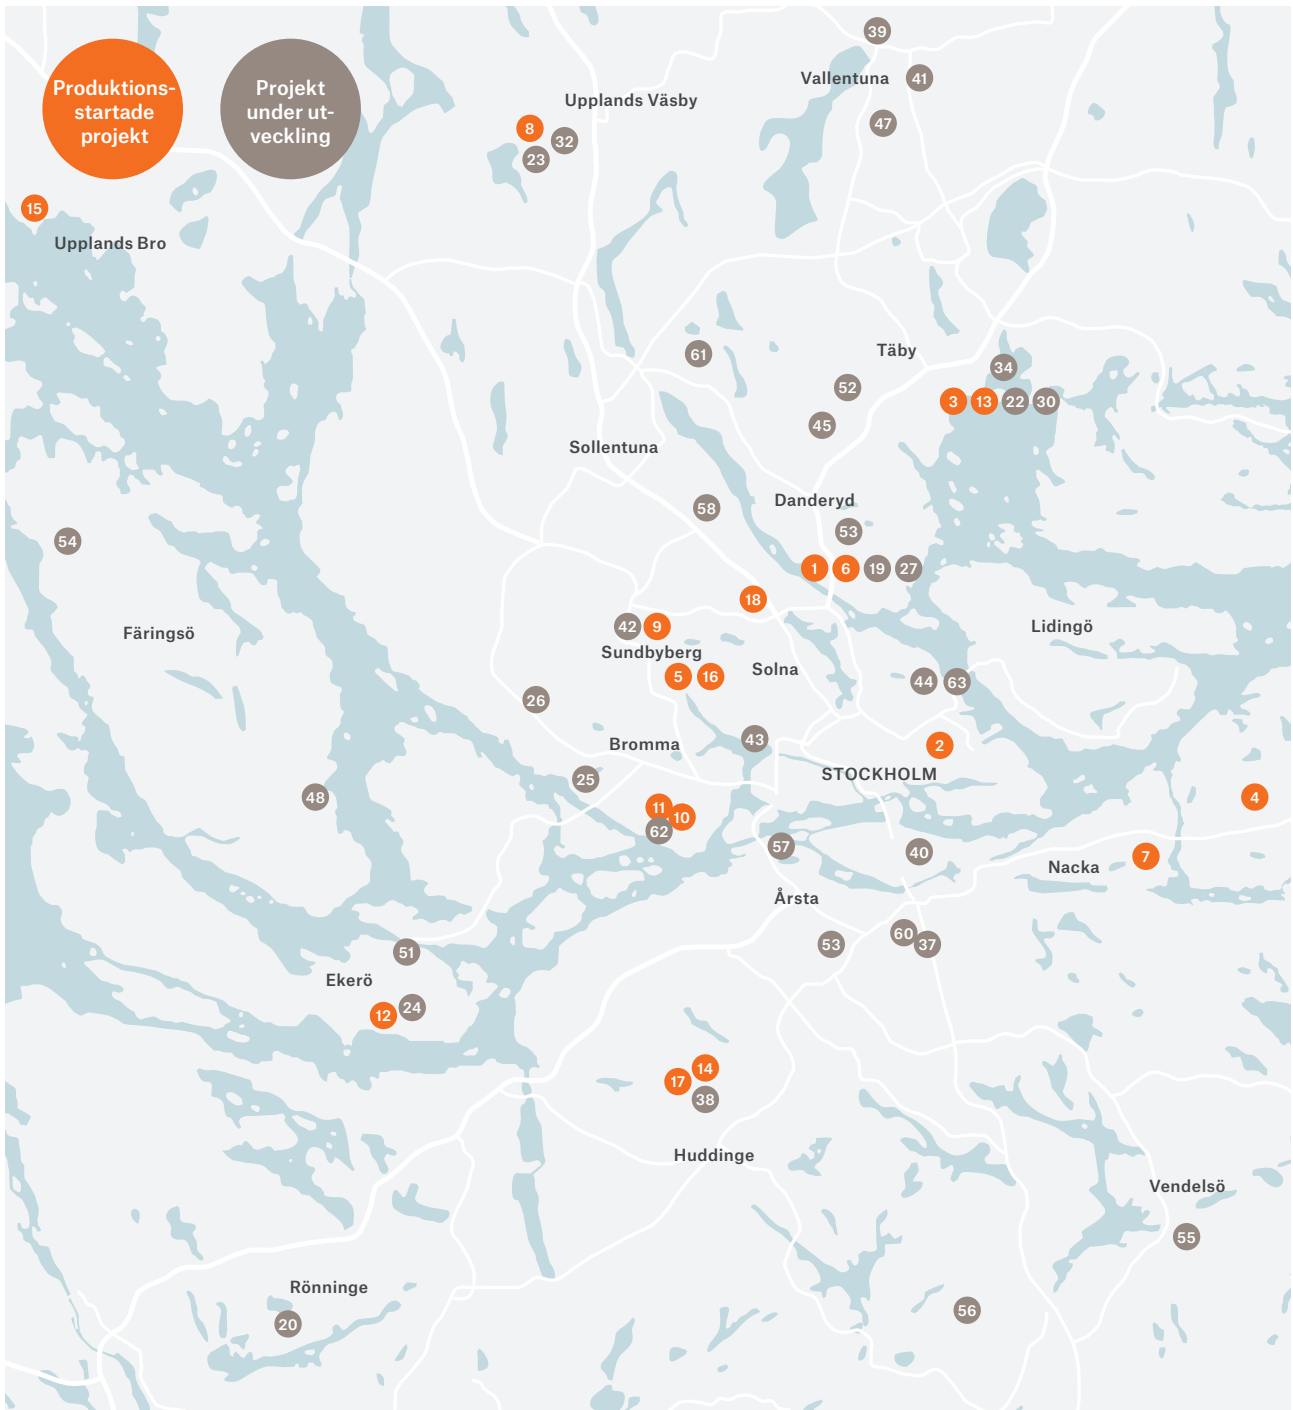 Produktions-
startade
projekt
Projekt
under ut-
veckling
39
Vallentuna
41
Upplands Väsby
47
8
32
23
15
Upplands Bro
61
Täby
34
52
3 13 22 30
45
Sollentuna
Danderyd
58
53
54
1 6 19 27
18
Färingsö
42 9
Lidingö
Sundbyberg
Solna
5 16
44 63
26
43
2
Bromma
STOCKHOLM
25
48
4
11
10
62
57
40
7
Nacka
Årsta
60
53
37
51
Ekerö
24
12
14
17
38
Huddinge
Vendelsö
55
Rönninge
56
20